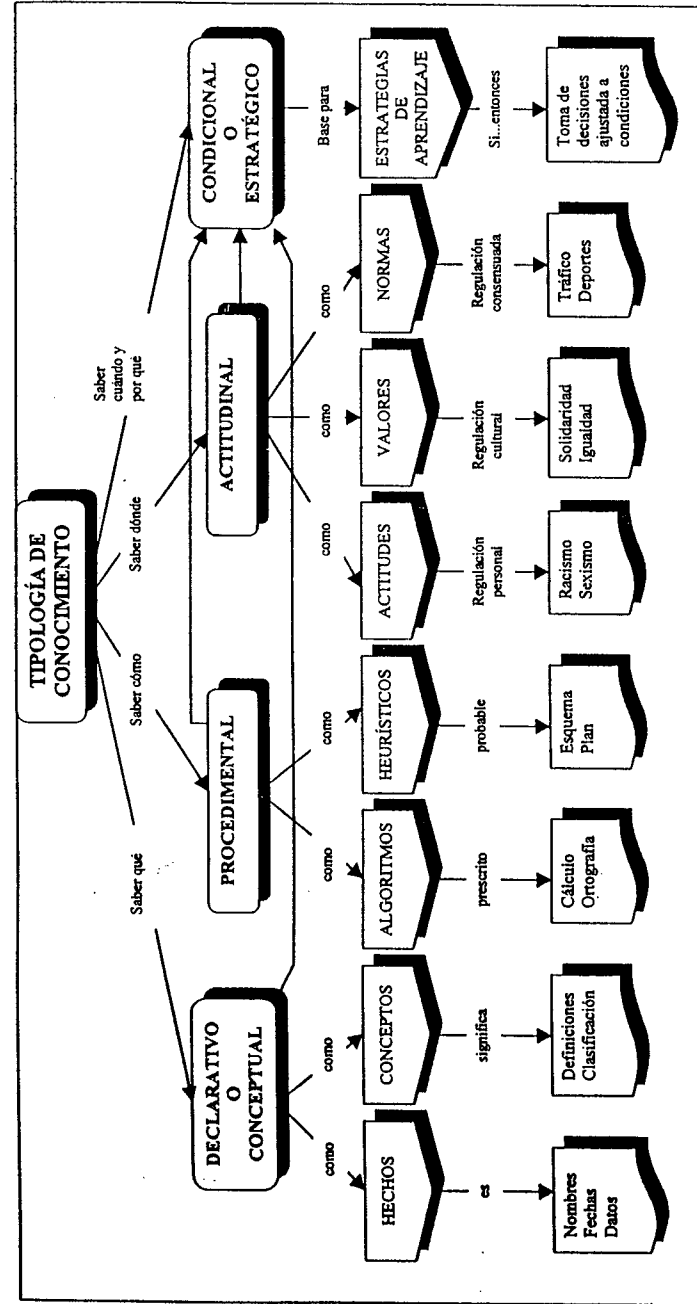 TIPOLOGÍA DE
CONOCIMIENTO
Saber qué
Saber cómo
Saber dónde
Saber
cuándo y
por qué
DECLARATIVO
O
CONCEPTUAL
PROCEDIMENTAL
ACTITUDINAL
CONDICIONAL
O
ESTRATÉGICO
como
como
como
como
como
como
como
Base para
HECHOS
CONCEPTOS
ALGORITMOS
HEURÍSTICOS
ACTITUDES
VALORES
NORMAS
ESTRATEGIAS
DE
APRENDIZAJE
es
significa
prescrito
probable
Regulación
personal
Regulación
cultural
Regulación
consensuada
Si...entonces
Nombres
Fechas
Datos
Definiciones
Clasificación
Cálculo
Ortografía
Esquema
Plan
Racismo
Sexismo
Solidaridad
Igualdad
Tráfico
Deportes
Toma de
decisiones
ajustada a
condiciones